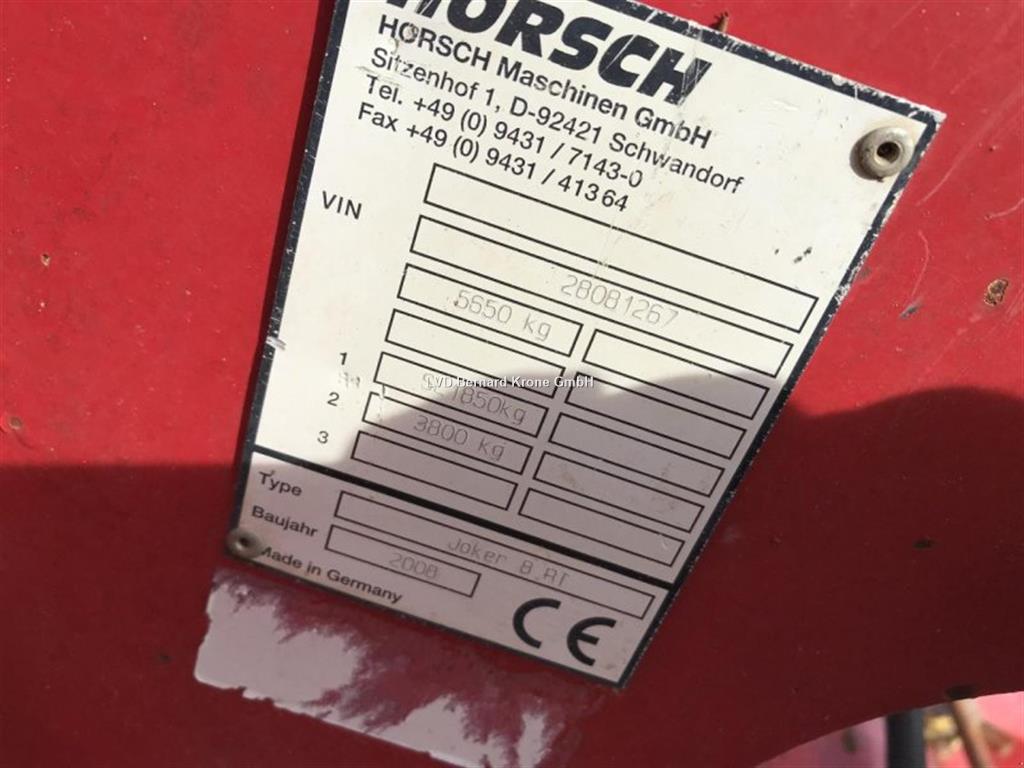 HORSCH
HORSCH Maschinen GmbH
Sitzenhof 1, D-92421 Schwandorf
Tel. +49 (0) 9431 / 7143-0
Fax +49 (0) 9431 / 41364
VIN
28081267
5650 kg
1 1850kg
2 3800 kg
3
LVD Bernard Krone GmbH
Type Joker 8 RT
Baujahr 2008
Made in Germany
CE